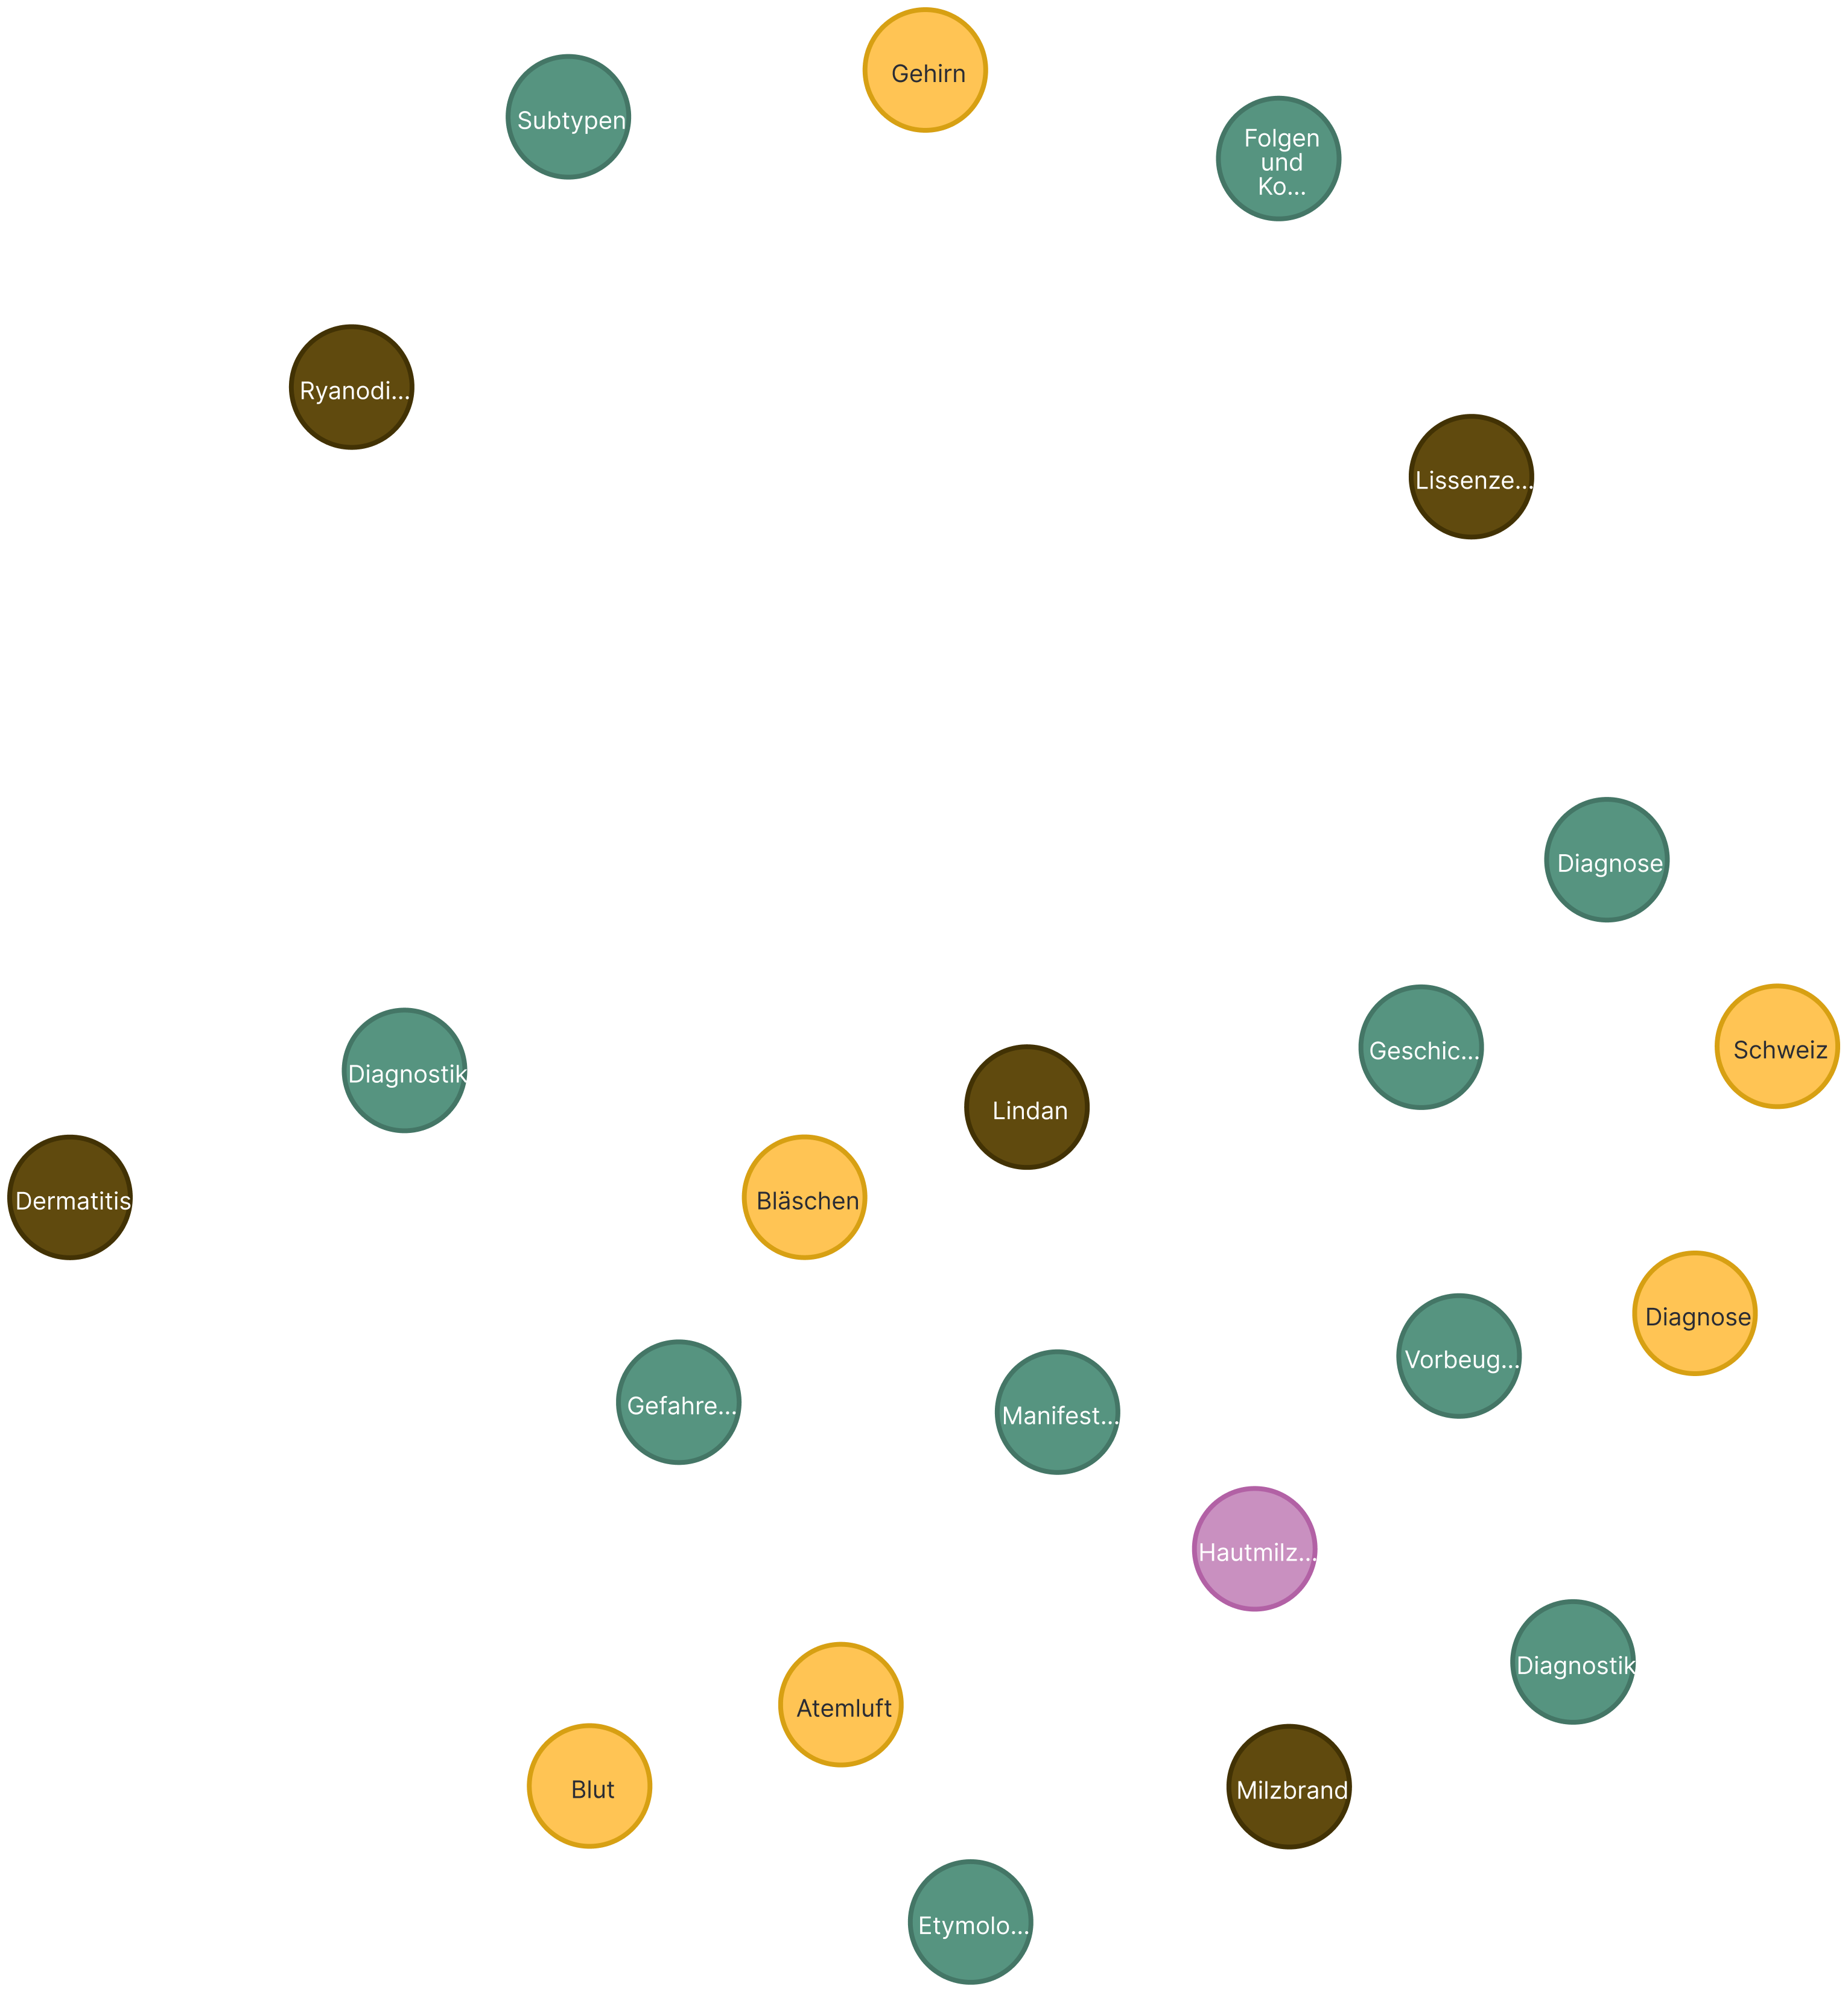 Gehirn
Subtypen
Folgen
und
Ko...
Ryanodi...
Lissenze...
Diagnose
Geschic...
Schweiz
Diagnostik
Lindan
Dermatitis
Bläschen
Diagnose
Vorbeug...
Gefahre...
Manifest...
Hautmilz...
Diagnostik
Atemluft
Blut
Milzbrand
Etymolo...